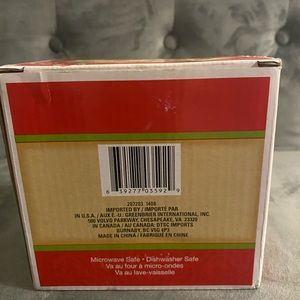 6 39277 03592 9
207203 1408
IMPORTED BY / IMPORTÉ PAR
IN U.S.A. / AUX É.-U.: GREENBRIER INTERNATIONAL, INC.
500 VOLVO PARKWAY, CHESAPEAKE, VA 23320
IN CANADA / AU CANADA: DTSC IMPORTS
BURNABY, BC V5G 4P3
MADE IN CHINA / FABRIQUÉ EN CHINE
Microwave Safe • Dishwasher Safe
Va au four à micro-ondes
Va au lave-vaisselle